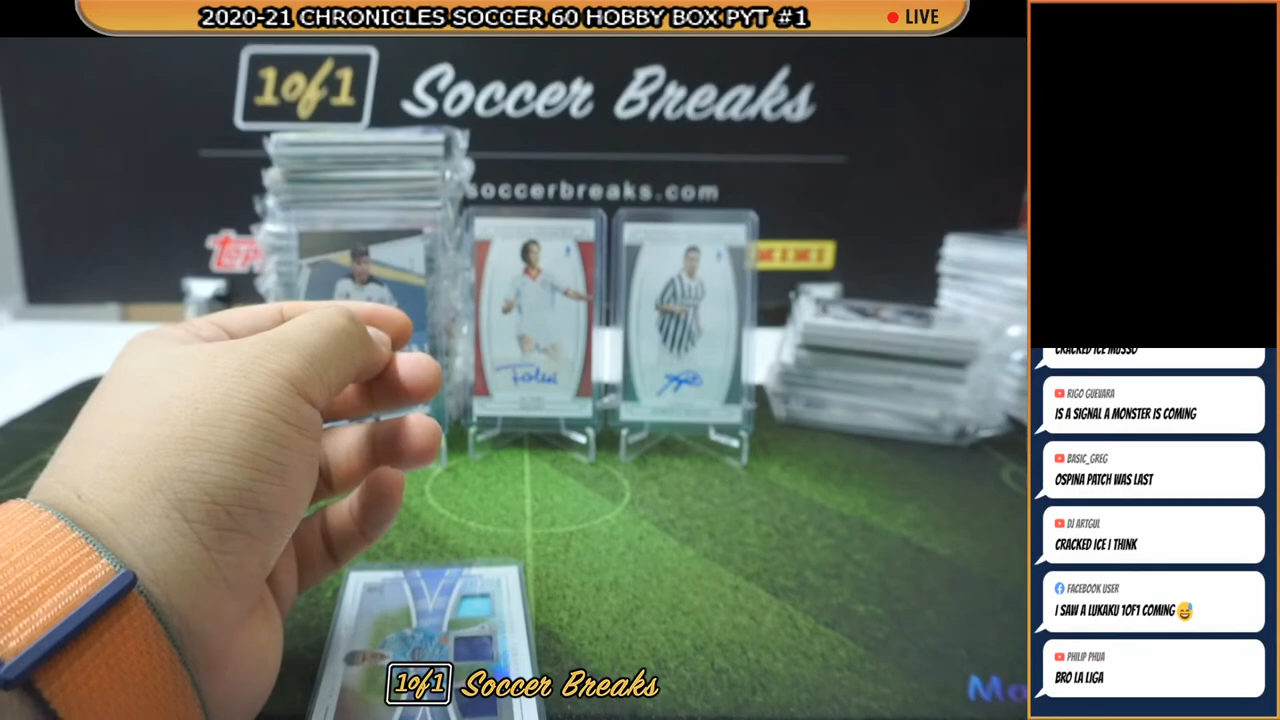 2020-21 CHRONICLES SOCCER 60 HOBBY BOX PYT #1
LIVE
1of1 Soccer Breaks
soccerbreaks.com
CRACKED ICE MUSSO
RIGO GUEVARA
IS A SIGNAL A MONSTER IS COMING
BASIC_GREG
OSPINA PATCH WAS LAST
DJ ARTGUL
CRACKED ICE I THINK
FACEBOOK USER
I SAW A LUKAKU 1OF1 COMING 😅
PHILIP PHUA
BRO LA LIGA
1of1 Soccer Breaks
Mo